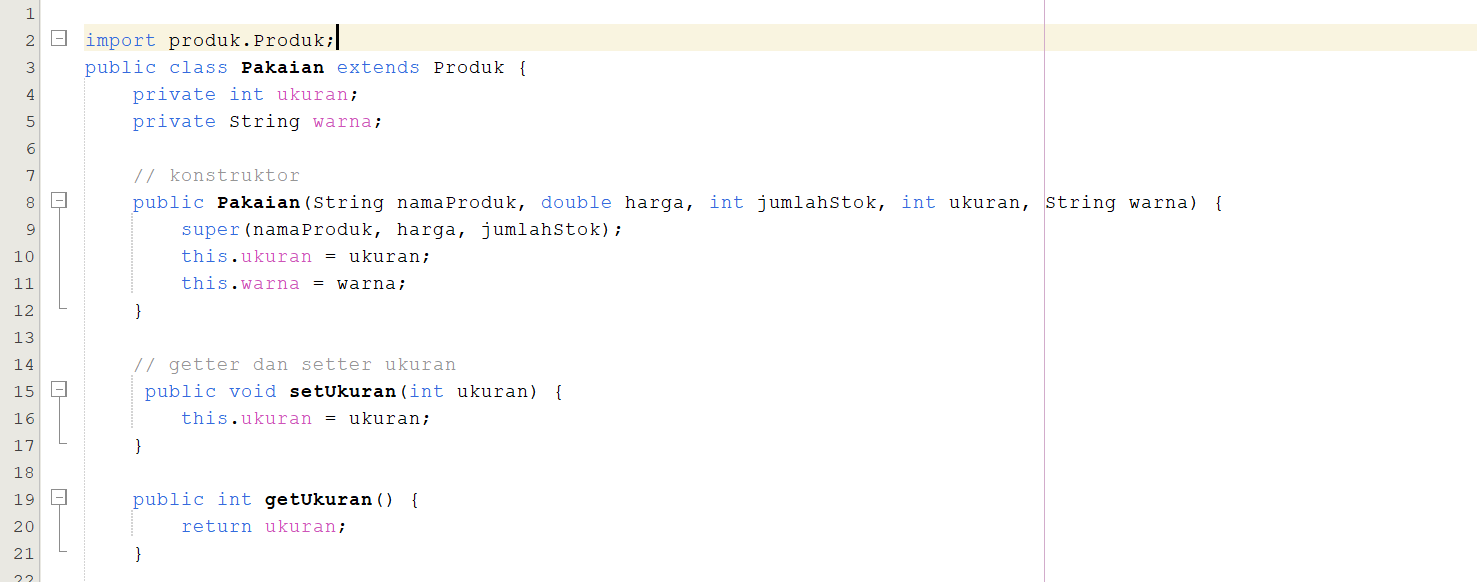 1
2 import produk.Produk;
3 public class Pakaian extends Produk {
4     private int ukuran;
5     private String warna;
6
7     // konstruktor
8     public Pakaian(String namaProduk, double harga, int jumlahStok, int ukuran, String warna) {
9         super(namaProduk, harga, jumlahStok);
10         this.ukuran = ukuran;
11         this.warna = warna;
12     }
13
14     // getter dan setter ukuran
15      public void setUkuran(int ukuran) {
16         this.ukuran = ukuran;
17     }
18
19     public int getUkuran() {
20         return ukuran;
21     }
22